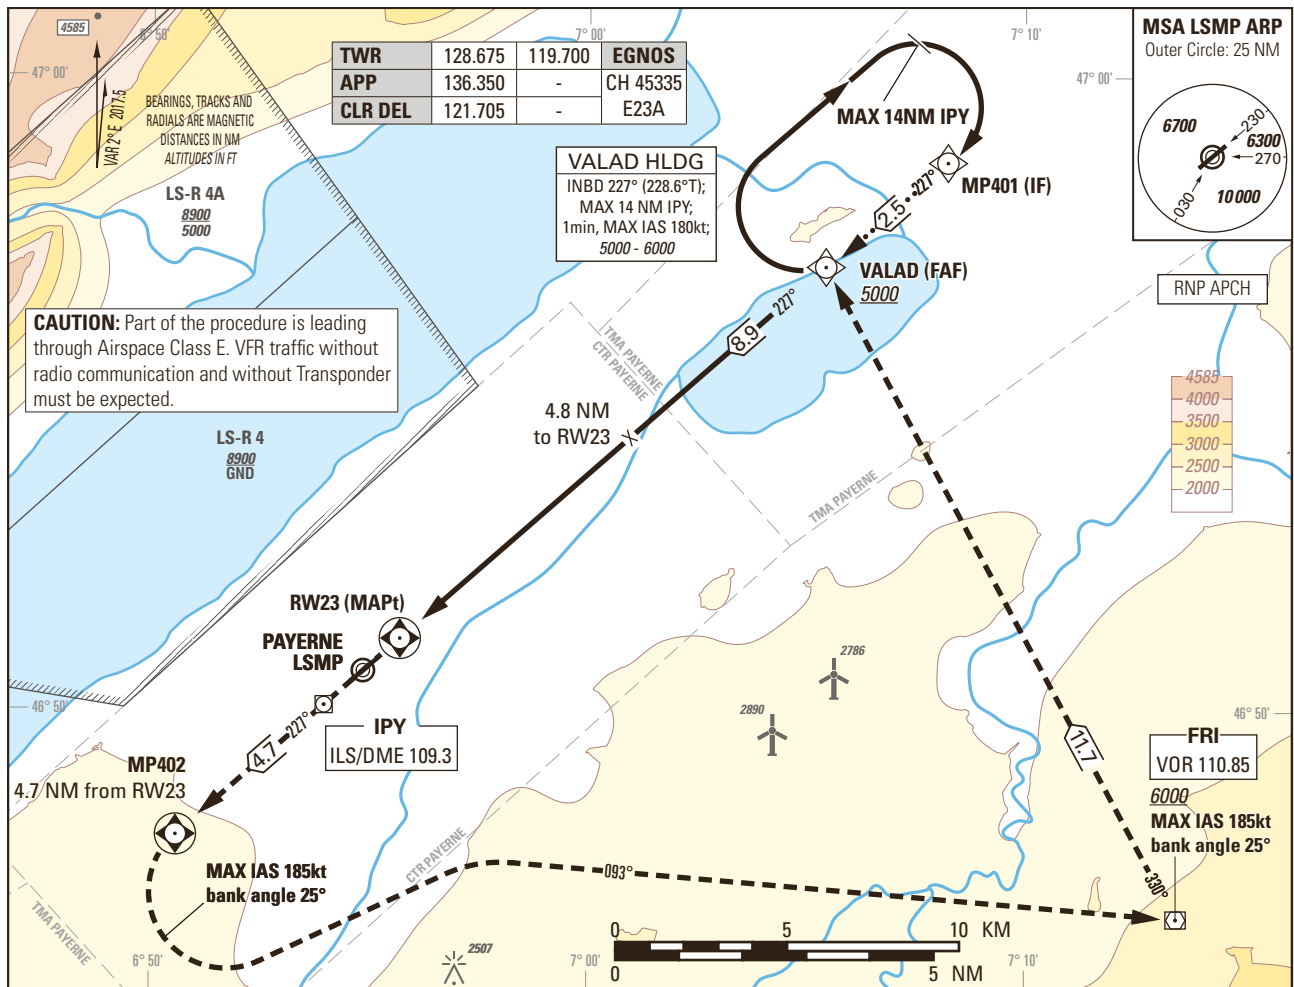 4585
6° 50'
7° 00'
7° 10'
47° 00'
47° 00'
VAR 2° E 2017.5
BEARINGS, TRACKS AND
RADIALS ARE MAGNETIC
DISTANCES IN NM
ALTITUDES IN FT
TWR 128.675 119.700 EGNOS
APP 136.350 - CH 45335
CLR DEL 121.705 - E23A
MSA LSMP ARP
Outer Circle: 25 NM
6700
230
6300
270
030
10000
MAX 14NM IPY
VALAD HLDG
INBD 227° (228.6°T);
MAX 14 NM IPY;
1min, MAX IAS 180kt;
5000 - 6000
227°
MP401 (IF)
2.5
LS-R 4A
8900
5000
VALAD (FAF)
5000
RNP APCH
227°
8.9
CAUTION: Part of the procedure is leading
through Airspace Class E. VFR traffic without
radio communication and without Transponder
must be expected.
TMA PAYERNE
CTR PAYERNE
4585
4000
3500
3000
2500
2000
4.8 NM
to RW23
LS-R 4
8900
GND
TMA PAYERNE
RW23 (MAPt)
PAYERNE
LSMP
2786
2890
46° 50'
46° 50'
227°
4.7
IPY
ILS/DME 109.3
11.7
FRI
VOR 110.85
6000
MAX IAS 185kt
bank angle 25°
MP402
4.7 NM from RW23
MAX IAS 185kt
bank angle 25°
CTR PAYERNE
093°
330°
TMA PAYERNE
2507
0 5 10 KM
0 5 NM
6° 50'
7° 00'
7° 10'